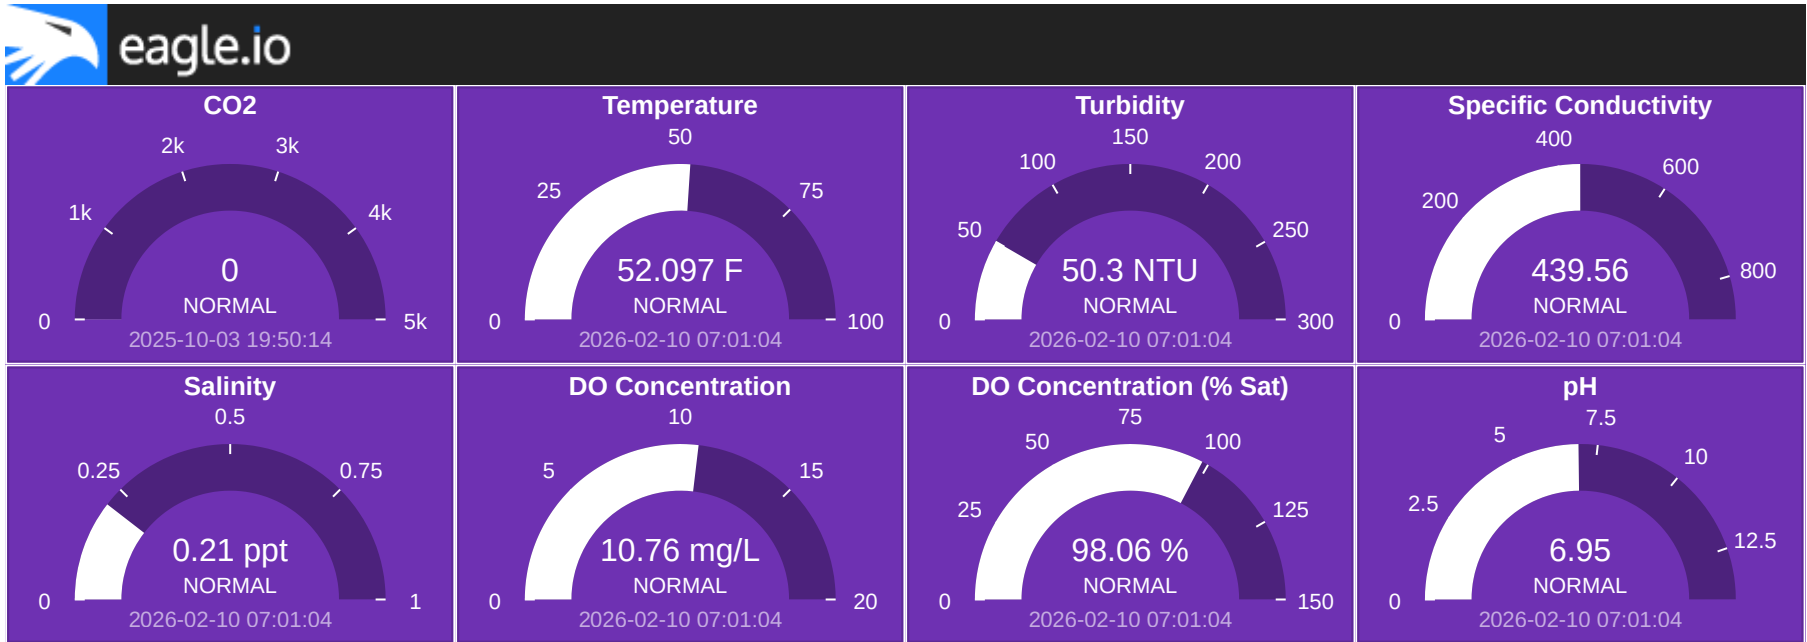 eagle.io
CO2
0
1k
2k
3k
4k
5k
0
NORMAL
2025-10-03 19:50:14
Temperature
0
25
50
75
100
52.097 F
NORMAL
2026-02-10 07:01:04
Turbidity
0
50
100
150
200
250
300
50.3 NTU
NORMAL
2026-02-10 07:01:04
Specific Conductivity
0
200
400
600
800
439.56
NORMAL
2026-02-10 07:01:04
Salinity
0
0.25
0.5
0.75
1
0.21 ppt
NORMAL
2026-02-10 07:01:04
DO Concentration
0
5
10
15
20
10.76 mg/L
NORMAL
2026-02-10 07:01:04
DO Concentration (% Sat)
0
25
50
75
100
125
150
98.06 %
NORMAL
2026-02-10 07:01:04
pH
0
2.5
5
7.5
10
12.5
6.95
NORMAL
2026-02-10 07:01:04